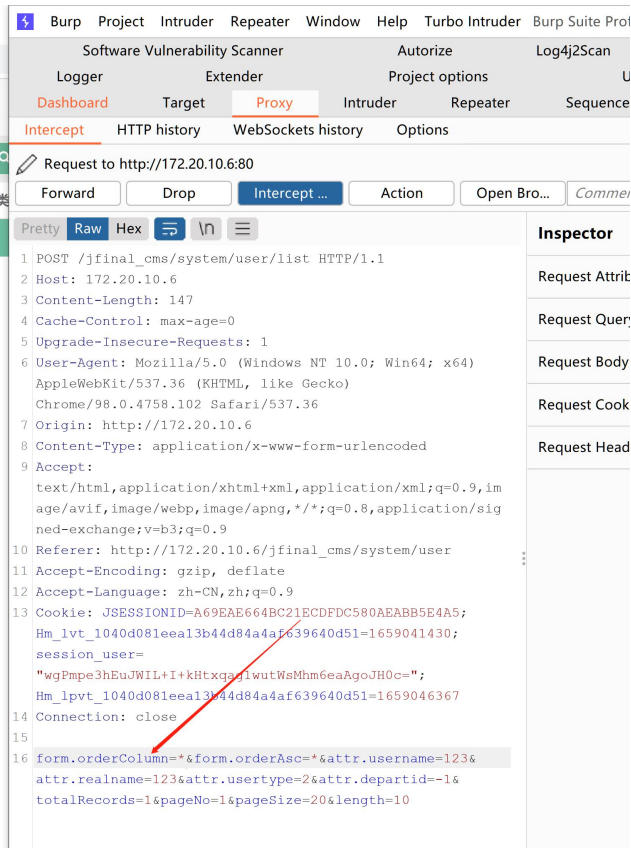 Burp Project Intruder Repeater Window Help Turbo Intruder Burp Suite Prof
Software Vulnerability Scanner Autorize Log4j2Scan
Logger Extender Project options U
Dashboard Target Proxy Intruder Repeater Sequence
Intercept HTTP history WebSockets history Options
Request to http://172.20.10.6:80
Forward Drop Intercept ... Action Open Bro... Commen
Pretty Raw Hex \n
Inspector
Request Attrib
Request Query
Request Body
Request Cook
Request Head
1 POST /jfinal_cms/system/user/list HTTP/1.1
2 Host: 172.20.10.6
3 Content-Length: 147
4 Cache-Control: max-age=0
5 Upgrade-Insecure-Requests: 1
6 User-Agent: Mozilla/5.0 (Windows NT 10.0; Win64; x64)
AppleWebKit/537.36 (KHTML, like Gecko)
Chrome/98.0.4758.102 Safari/537.36
7 Origin: http://172.20.10.6
8 Content-Type: application/x-www-form-urlencoded
9 Accept:
text/html,application/xhtml+xml,application/xml;q=0.9,im
age/avif,image/webp,image/apng,*/*;q=0.8,application/sig
ned-exchange;v=b3;q=0.9
10 Referer: http://172.20.10.6/jfinal_cms/system/user
11 Accept-Encoding: gzip, deflate
12 Accept-Language: zh-CN,zh;q=0.9
13 Cookie: JSESSIONID=A69EAE664BC21ECDFDC580AEABB5E4A5;
Hm_lvt_1040d081eea13b44d84a4af639640d51=1659041430;
session_user=
"wgPmpe3hEuJWIL+I+kHtxqag1wutWsMhm6eaAgoJH0c=";
Hm_lpvt_1040d081eea13b44d84a4af639640d51=1659046367
14 Connection: close
15
16 form.orderColumn=*&form.orderAsc=*&attr.username=123&
attr.realname=123&attr.usertype=2&attr.departid=-1&
totalRecords=1&pageNo=1&pageSize=20&length=10